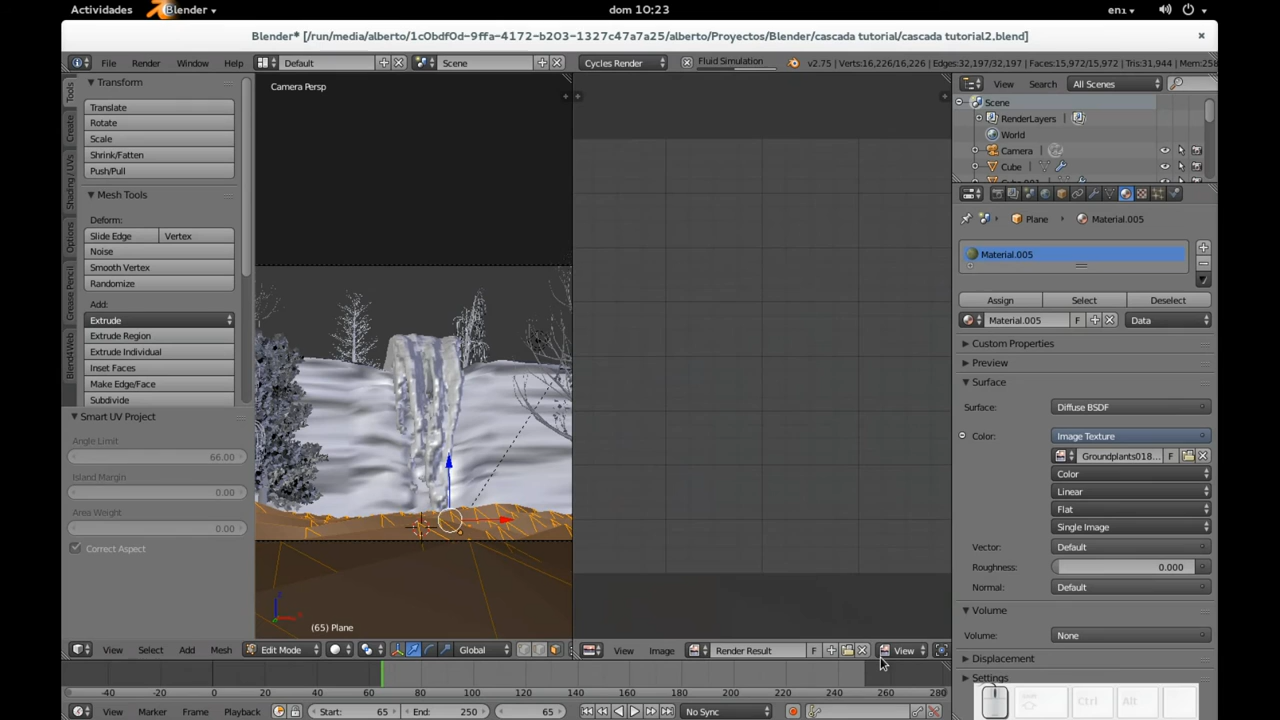 Actividades Blender dom 10:23 en1
Blender* [/run/media/alberto/1c0bdf0d-9ffa-4172-b203-1327c47a7a25/alberto/Proyectos/Blender/cascada tutorial/cascada tutorial2.blend]
File Render Window Help Default Scene Cycles Render Fluid Simulation v2.75 | Verts:16,226/16,226 | Edges:32,197/32,197 | Faces:15,972/15,972 | Tris:31,944 | Mem:258
Tools
Create
Shading / UVs
Options
Grease Pencil
Blend4Web
Transform
Translate
Rotate
Scale
Shrink/Fatten
Push/Pull
Mesh Tools
Deform:
Slide Edge Vertex
Noise
Smooth Vertex
Randomize
Add:
Extrude
Extrude Region
Extrude Individual
Inset Faces
Make Edge/Face
Subdivide
Smart UV Project
Angle Limit
66.00
Island Margin
0.00
Area Weight
0.00
Correct Aspect
Camera Persp
(65) Plane
View Select Add Mesh Edit Mode Global
View Image Render Result F View
-40 -20 0 20 40 60 80 100 120 140 160 180 200 220 240 260 280
View Marker Frame Playback Start: 65 End: 250 65 No Sync
View Search All Scenes
Scene
RenderLayers
World
Camera
Cube
Plane Material.005
Material.005
Assign Select Deselect
Material.005 F Data
Custom Properties
Preview
Surface
Surface: Diffuse BSDF
Color: Image Texture
Groundplants018... F
Color
Linear
Flat
Single Image
Vector: Default
Roughness: 0.000
Normal: Default
Volume
Volume: None
Displacement
Settings
Ctrl Alt